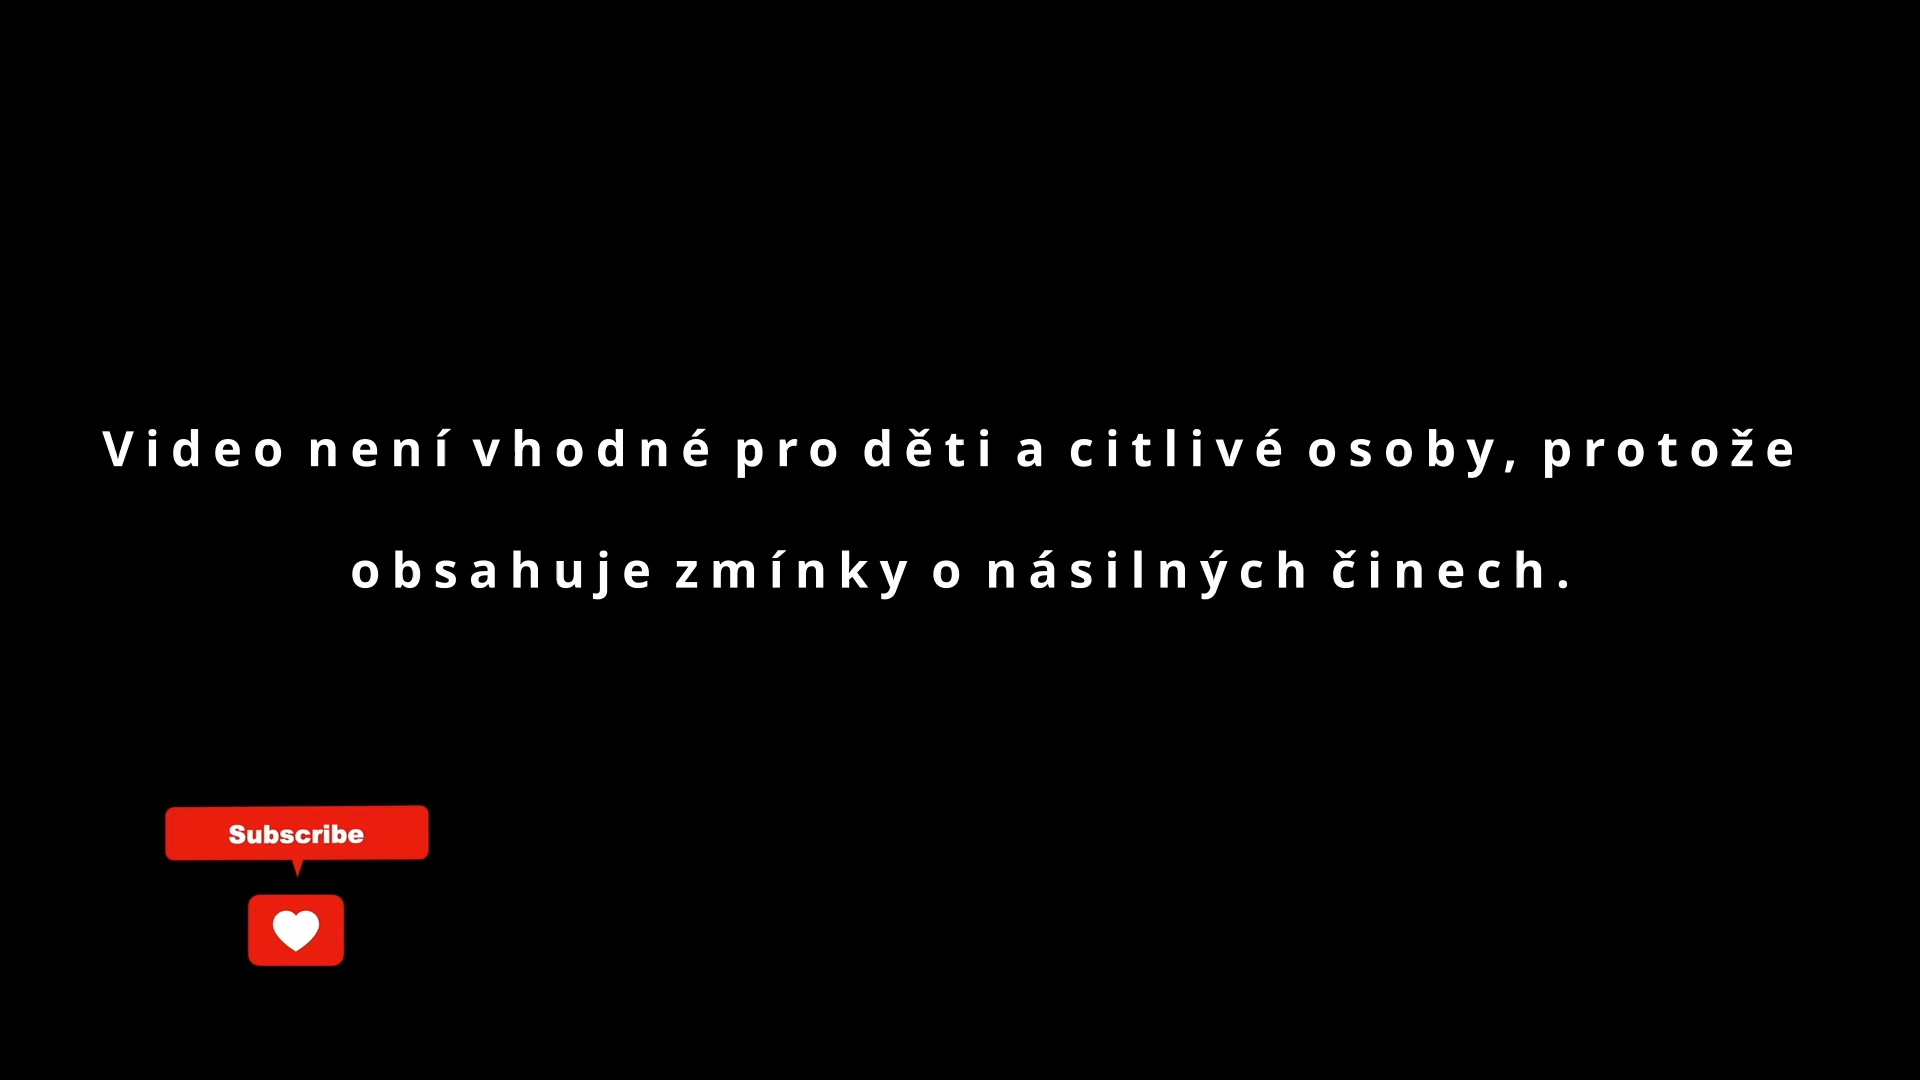 Video není vhodné pro děti a citlivé osoby, protože
obsahuje zmínky o násilných činech.
Subscribe